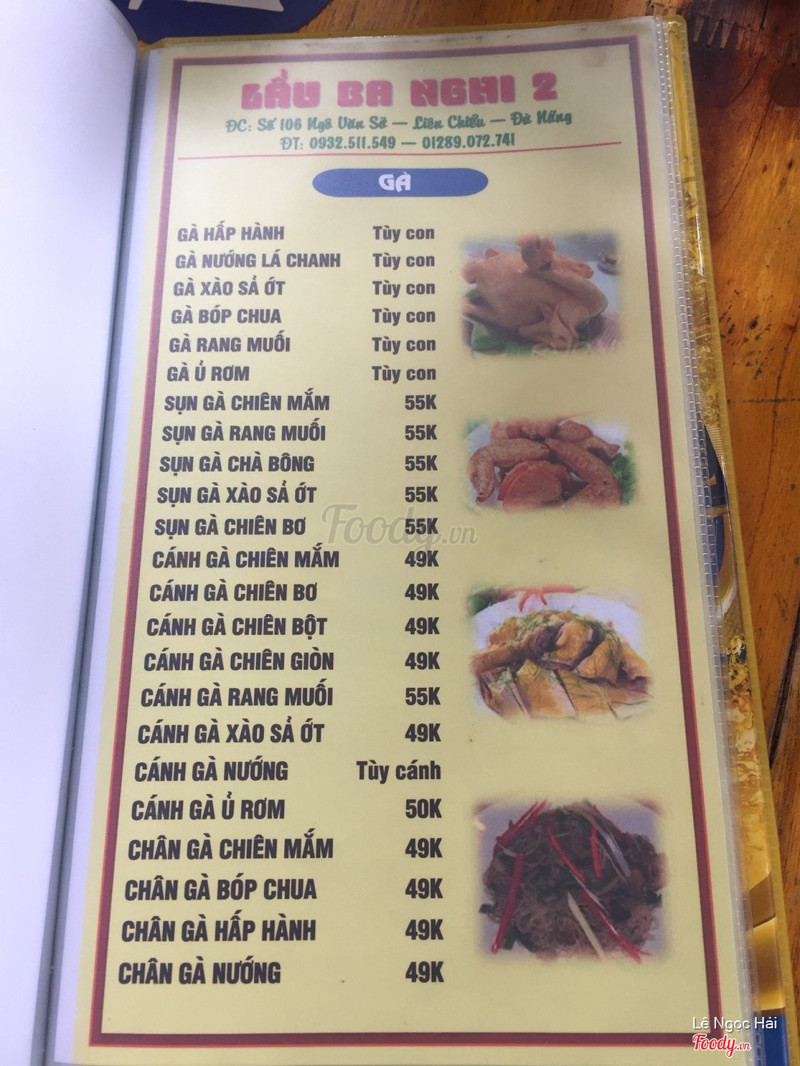 LẨU BA NGHI 2
ĐC: Số 106 Ngô Văn Sở — Liên Chiểu — Đà Nẵng
ĐT: 0932.511.549 — 01289.072.741
GÀ
GÀ HẤP HÀNH Tùy con
GÀ NƯỚNG LÁ CHANH Tùy con
GÀ XÀO SẢ ỚT Tùy con
GÀ BÓP CHUA Tùy con
GÀ RANG MUỐI Tùy con
GÀ Ủ RƠM Tùy con
SỤN GÀ CHIÊN MẮM 55K
SỤN GÀ RANG MUỐI 55K
SỤN GÀ CHÀ BÔNG 55K
SỤN GÀ XÀO SẢ ỚT 55K
SỤN GÀ CHIÊN BƠ 55K
CÁNH GÀ CHIÊN MẮM 49K
CÁNH GÀ CHIÊN BƠ 49K
CÁNH GÀ CHIÊN BỘT 49K
CÁNH GÀ CHIÊN GIÒN 49K
CÁNH GÀ RANG MUỐI 55K
CÁNH GÀ XÀO SẢ ỚT 49K
CÁNH GÀ NƯỚNG Tùy cánh
CÁNH GÀ Ủ RƠM 50K
CHÂN GÀ CHIÊN MẮM 49K
CHÂN GÀ BÓP CHUA 49K
CHÂN GÀ HẤP HÀNH 49K
CHÂN GÀ NƯỚNG 49K
Foody.vn
Lê Ngọc Hải
Foody.vn